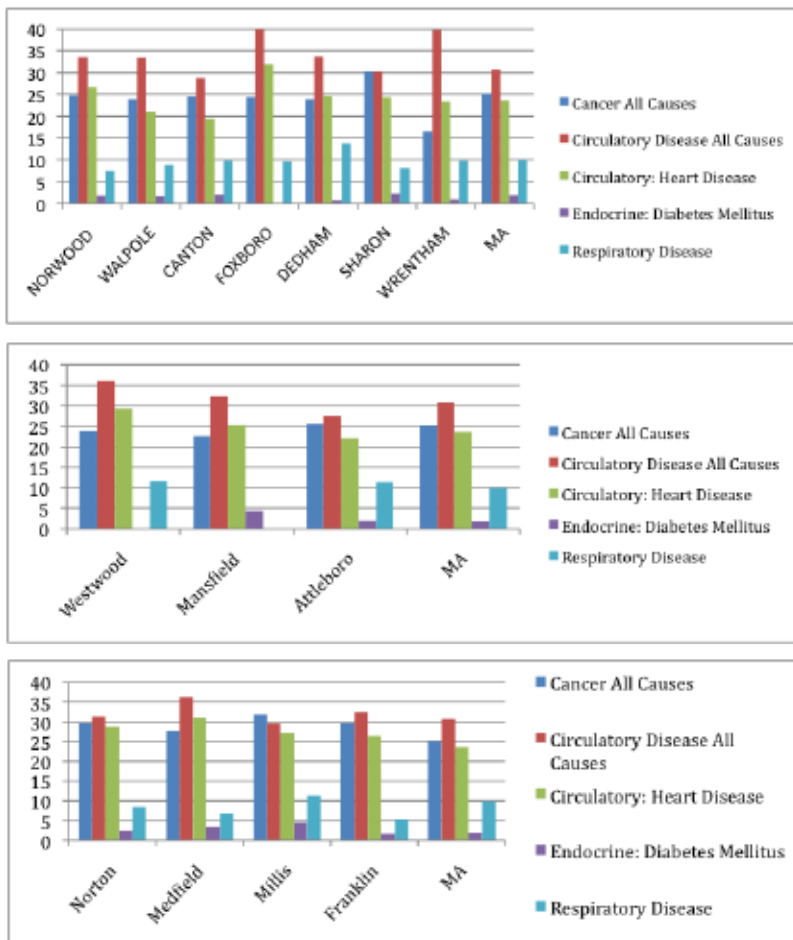 40
35
30
25
20
15
10
5
0
NORWOOD
WALPOLE
CANTON
FOXBORO
DEDHAM
SHARON
WRENTHAM
MA
Cancer All Causes
Circulatory Disease All Causes
Circulatory: Heart Disease
Endocrine: Diabetes Mellitus
Respiratory Disease
40
35
30
25
20
15
10
5
0
Westwood
Mansfield
Attleboro
MA
Cancer All Causes
Circulatory Disease All Causes
Circulatory: Heart Disease
Endocrine: Diabetes Mellitus
Respiratory Disease
40
35
30
25
20
15
10
5
0
Norton
Medfield
Millis
Franklin
MA
Cancer All Causes
Circulatory Disease All
Causes
Circulatory: Heart Disease
Endocrine: Diabetes Mellitus
Respiratory Disease